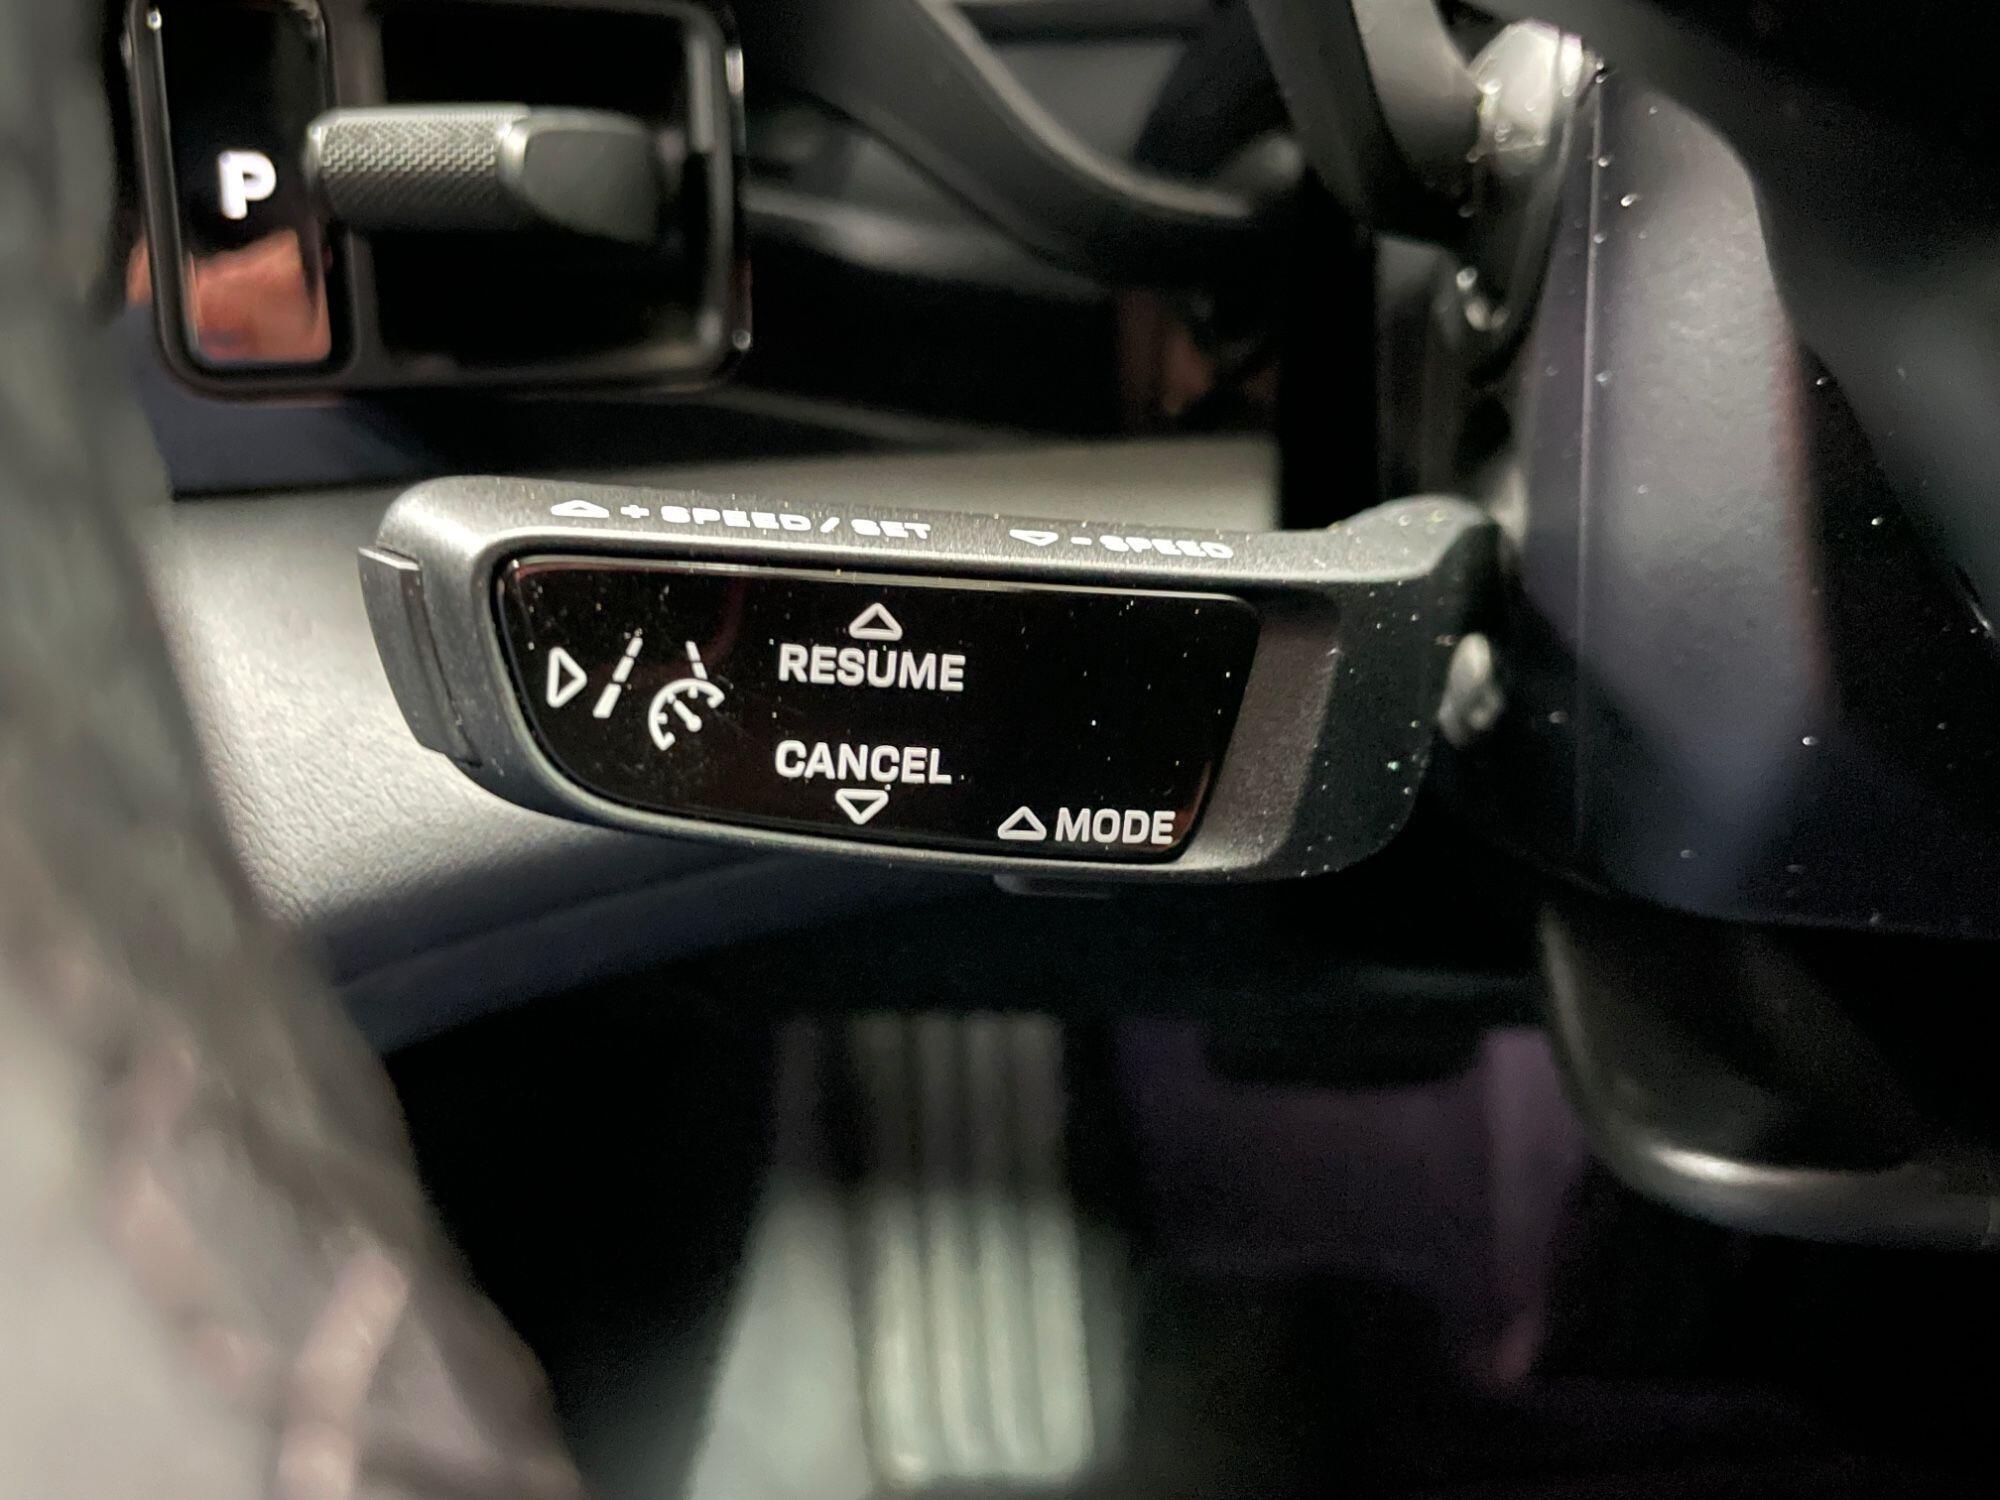 P
+ SPEED / SET
- SPEED
RESUME
CANCEL
MODE